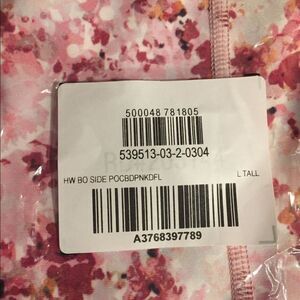 500048 781805
539513-03-2-0304
HW BO SIDE POCBDPNKDFL L TALL
A3768397789